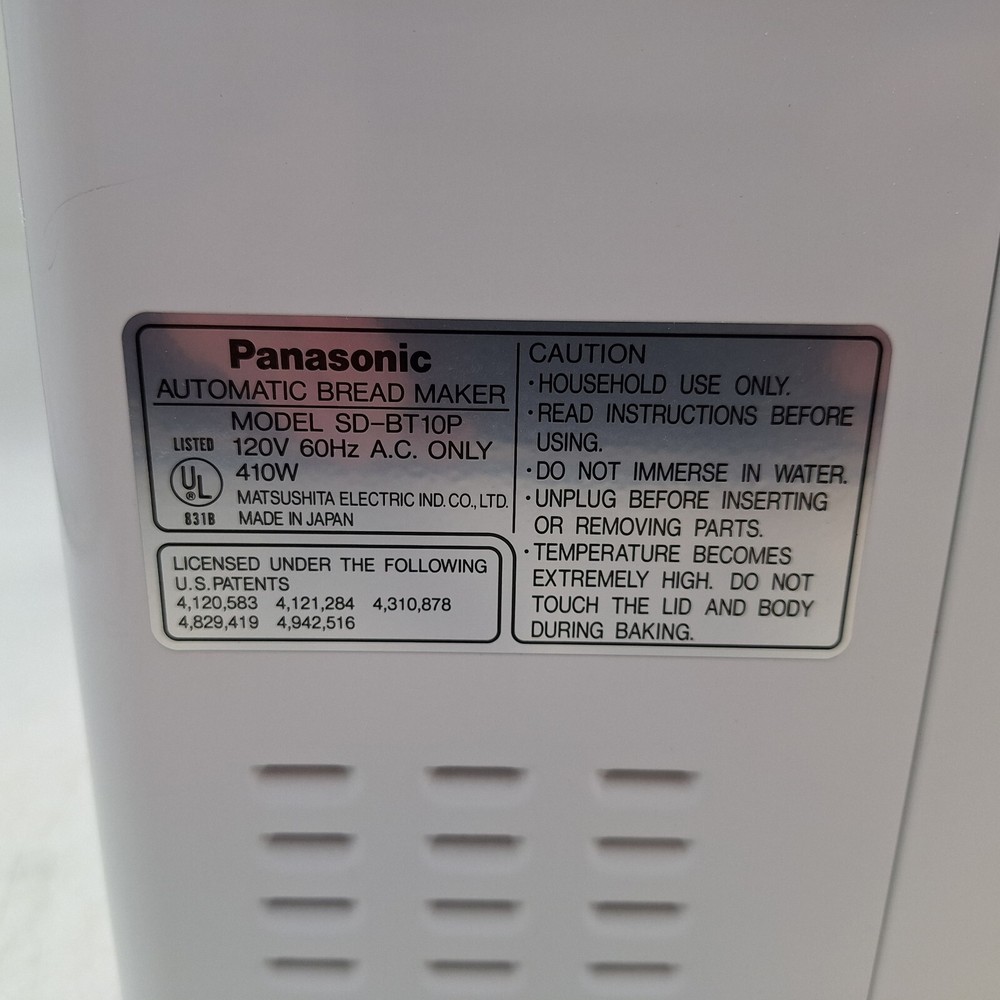 Panasonic
AUTOMATIC BREAD MAKER
MODEL SD-BT10P
LISTED
120V 60Hz A.C. ONLY
UL
®
410W
MATSUSHITA ELECTRIC IND. CO., LTD.
831B
MADE IN JAPAN
LICENSED UNDER THE FOLLOWING
U.S. PATENTS
4,120,583 4,121,284 4,310,878
4,829,419 4,942,516
CAUTION
·HOUSEHOLD USE ONLY.
·READ INSTRUCTIONS BEFORE
USING.
·DO NOT IMMERSE IN WATER.
·UNPLUG BEFORE INSERTING
OR REMOVING PARTS.
·TEMPERATURE BECOMES
EXTREMELY HIGH. DO NOT
TOUCH THE LID AND BODY
DURING BAKING.